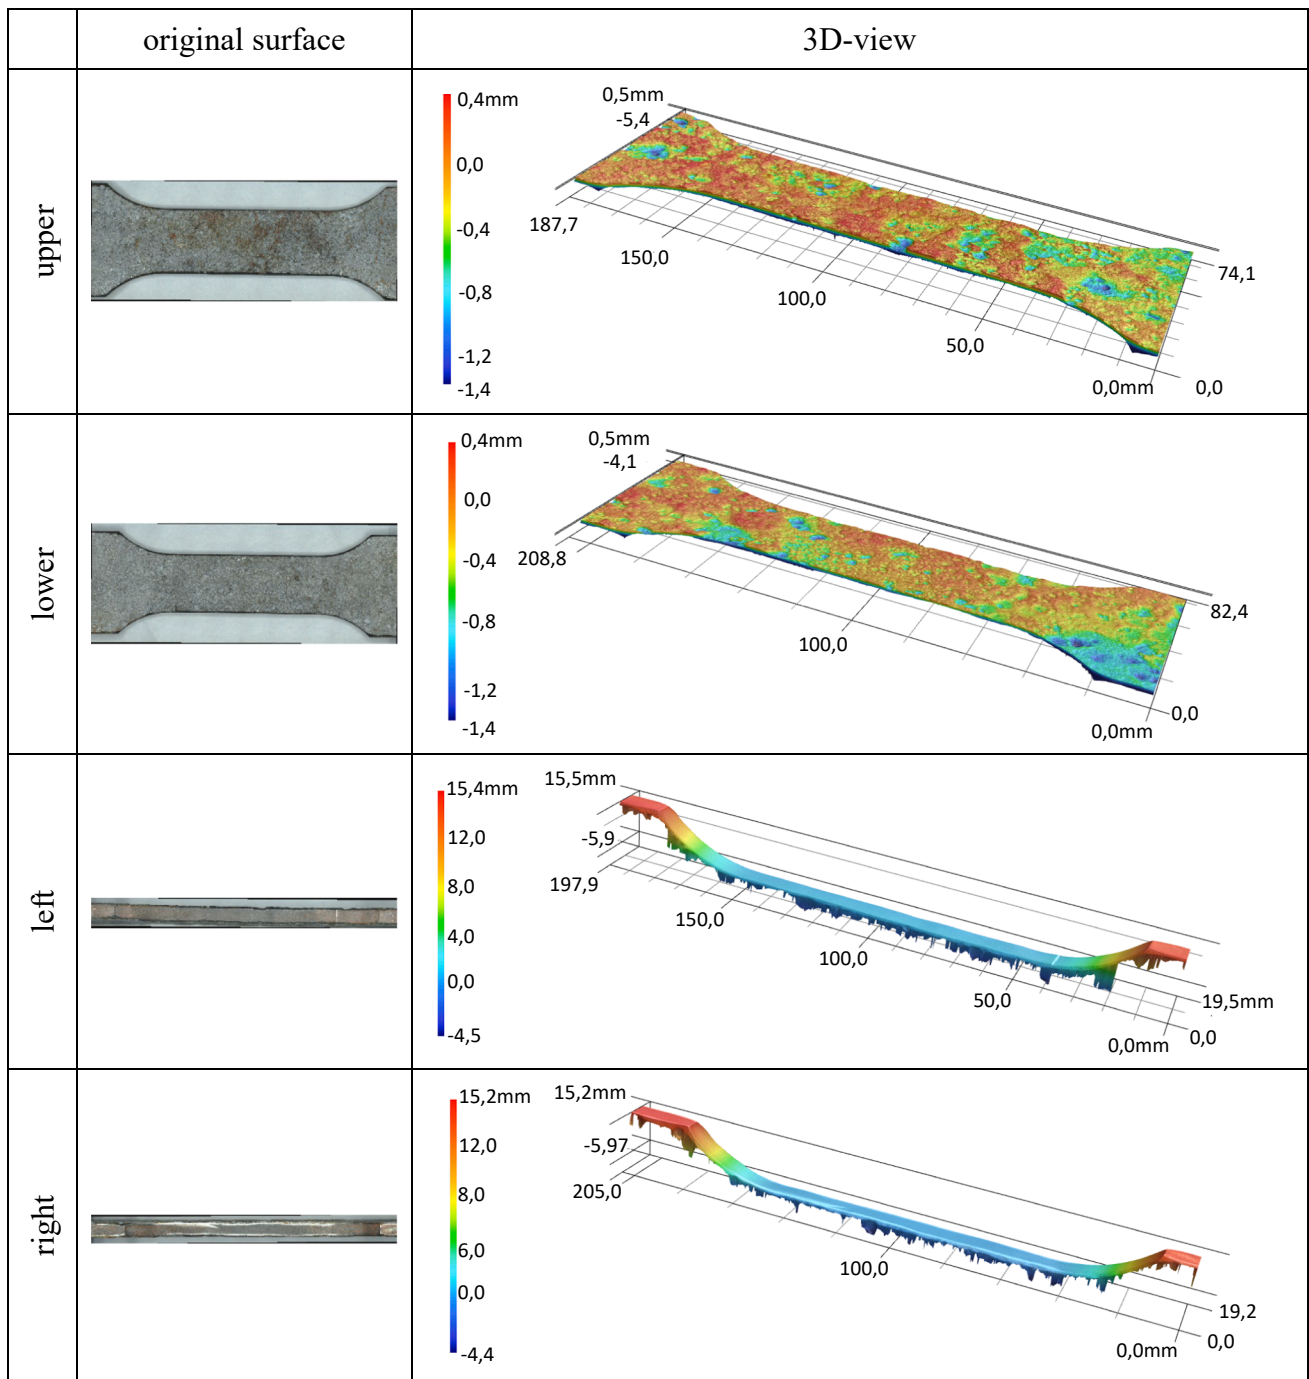 original surface
3D-view
upper
0,4mm
0,0
-0,4
-0,8
-1,2
-1,4
0,5mm
-5,4
187,7
150,0
100,0
50,0
0,0mm
0,0
74,1
lower
0,4mm
0,0
-0,4
-0,8
-1,2
-1,4
0,5mm
-4,1
208,8
100,0
0,0mm
0,0
82,4
left
15,4mm
12,0
8,0
4,0
0,0
-4,5
15,5mm
-5,9
197,9
150,0
100,0
50,0
0,0mm
0,0
19,5mm
right
15,2mm
12,0
8,0
6,0
0,0
-4,4
15,2mm
-5,97
205,0
100,0
0,0mm
0,0
19,2